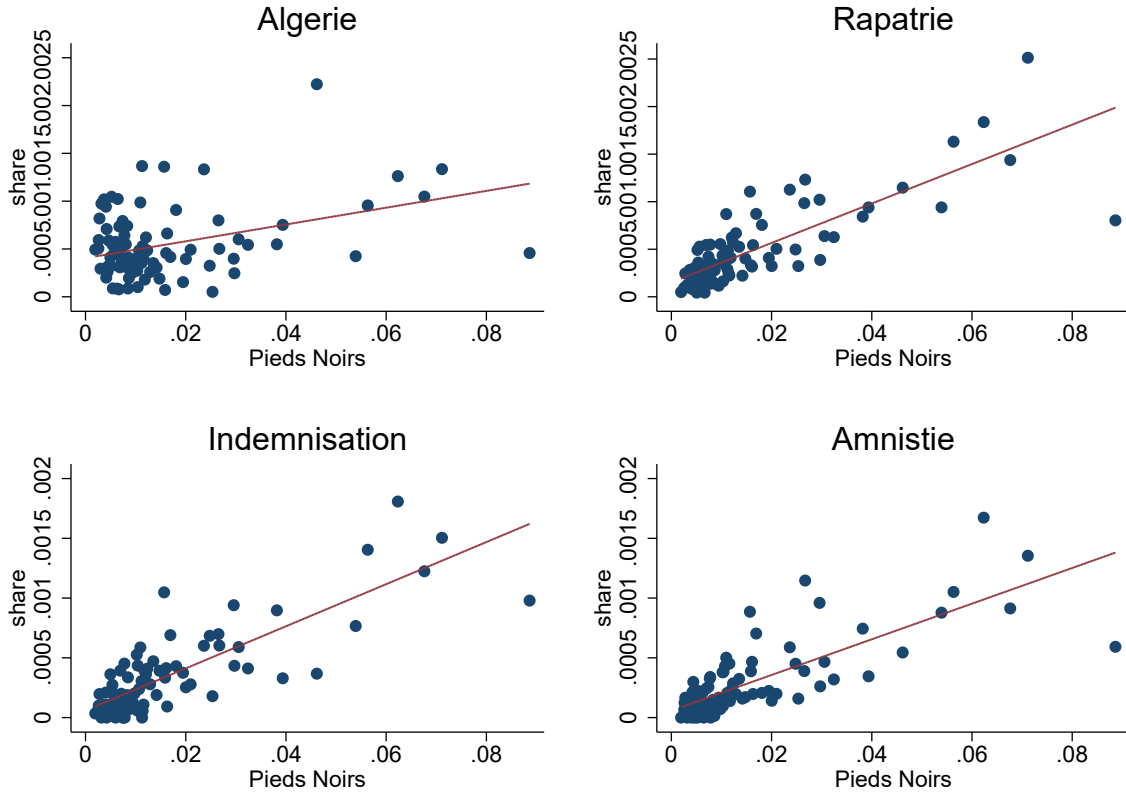 Algerie
share
0 .0005 .001 .0015 .002 .0025
0 .02 .04 .06 .08
Pieds Noirs
Rapatrie
share
0 .0005 .001 .0015 .002 .0025
0 .02 .04 .06 .08
Pieds Noirs
Indemnisation
share
0 .0005 .001 .0015 .002
0 .02 .04 .06 .08
Pieds Noirs
Amnistie
share
0 .0005 .001 .0015 .002
0 .02 .04 .06 .08
Pieds Noirs